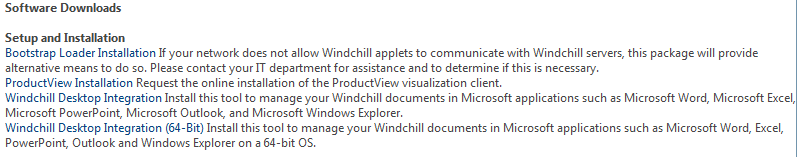 Software Downloads
Setup and Installation
Bootstrap Loader Installation If your network does not allow Windchill applets to communicate with Windchill servers, this package will provide
alternative means to do so. Please contact your IT department for assistance and to determine if this is necessary.
ProductView Installation Request the online installation of the ProductView visualization client.
Windchill Desktop Integration Install this tool to manage your Windchill documents in Microsoft applications such as Microsoft Word, Microsoft Excel,
Microsoft PowerPoint, Microsoft Outlook, and Microsoft Windows Explorer.
Windchill Desktop Integration (64-Bit) Install this tool to manage your Windchill documents in Microsoft applications such as Microsoft Word, Excel,
PowerPoint, Outlook and Windows Explorer on a 64-bit OS.